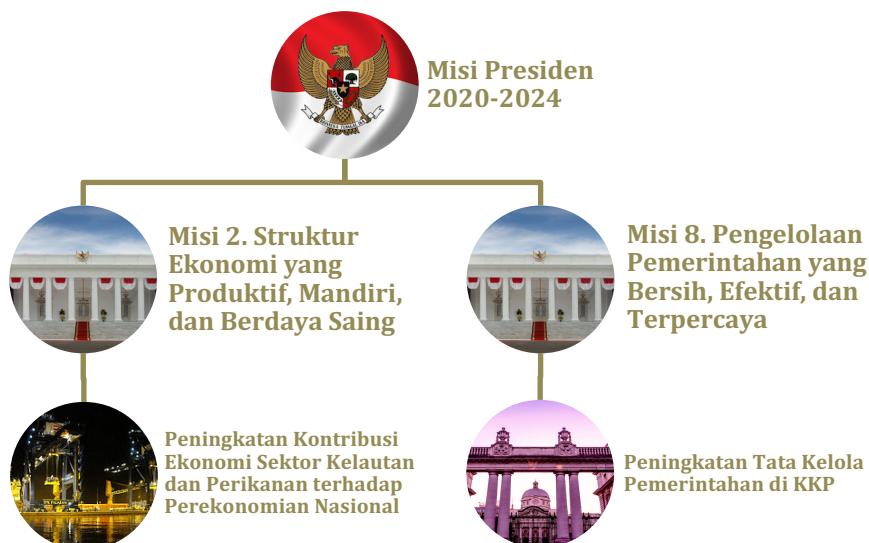 Misi Presiden
2020-2024
Misi 2. Struktur
Ekonomi yang
Produktif, Mandiri,
dan Berdaya Saing
Misi 8. Pengelolaan
Pemerintahan yang
Bersih, Efektif, dan
Terpercaya
Peningkatan Kontribusi
Ekonomi Sektor Kelautan
dan Perikanan terhadap
Perekonomian Nasional
Peningkatan Tata Kelola
Pemerintahan di KKP